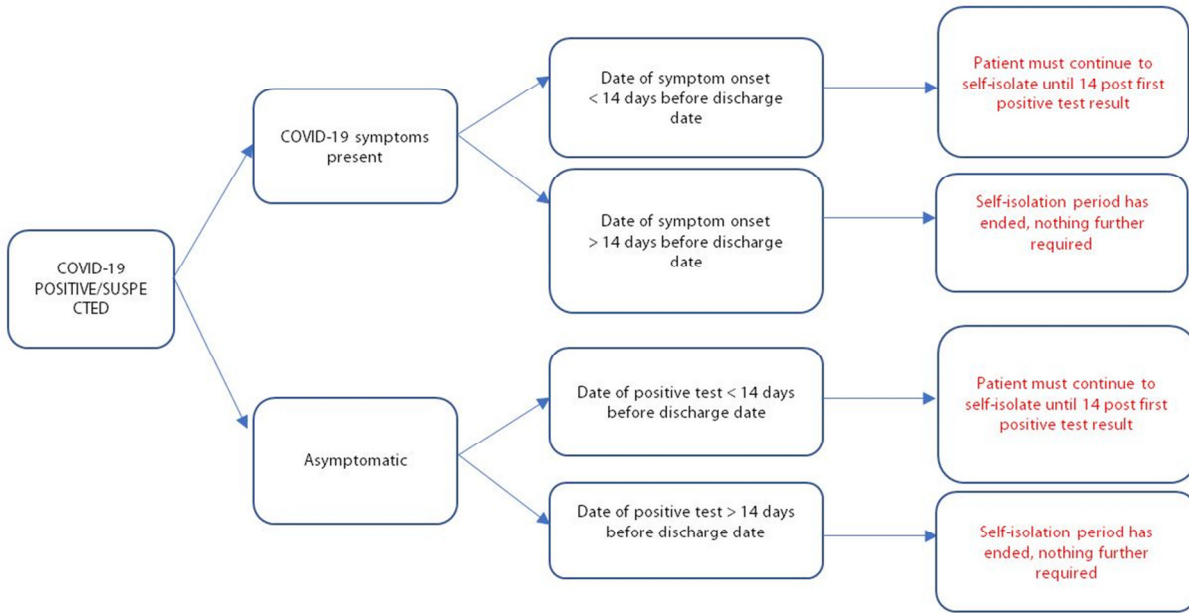 COVID-19
POSITIVE/SUSPE
CTED
COVID-19 symptoms
present
Asymptomatic
Date of symptom onset
< 14 days before discharge
date
Date of symptom onset
> 14 days before discharge
date
Date of positive test < 14 days
before discharge date
Date of positive test > 14 days
before discharge date
Patient must continue to
self-isolate until 14 post first
positive test result
Self-isolation period has
ended, nothing further
required
Patient must continue to
self-isolate until 14 post first
positive test result
Self-isolation period has
ended, nothing further
required